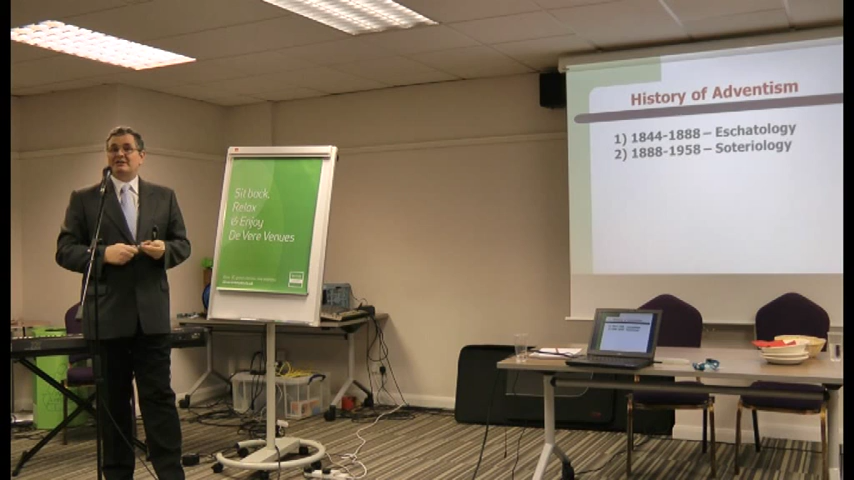 Sit back,
Relax
& Enjoy
De Vere Venues
History of Adventism
1) 1844-1888 – Eschatology
2) 1888-1958 – Soteriology